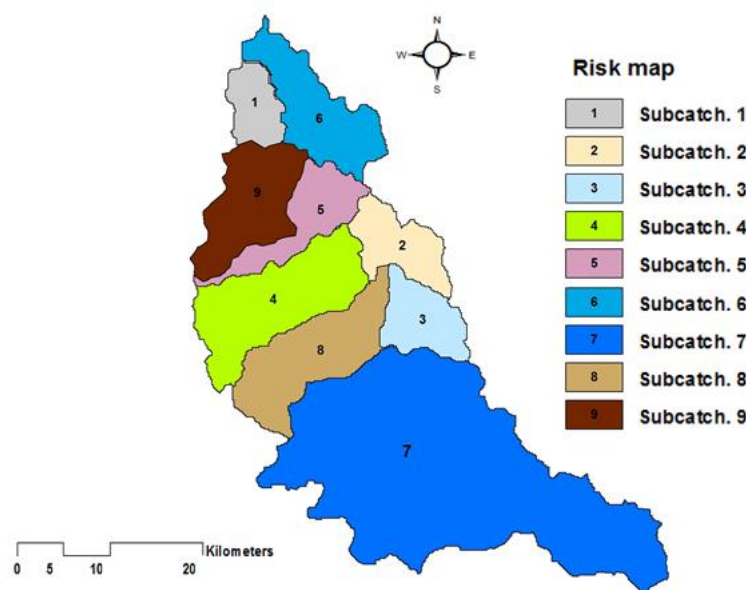 N
W E
S
Risk map
1 Subcatch. 1
2 Subcatch. 2
3 Subcatch. 3
4 Subcatch. 4
5 Subcatch. 5
6 Subcatch. 6
7 Subcatch. 7
8 Subcatch. 8
9 Subcatch. 9
1
6
9
5
2
4
3
8
7
Kilometers
0 5 10 20